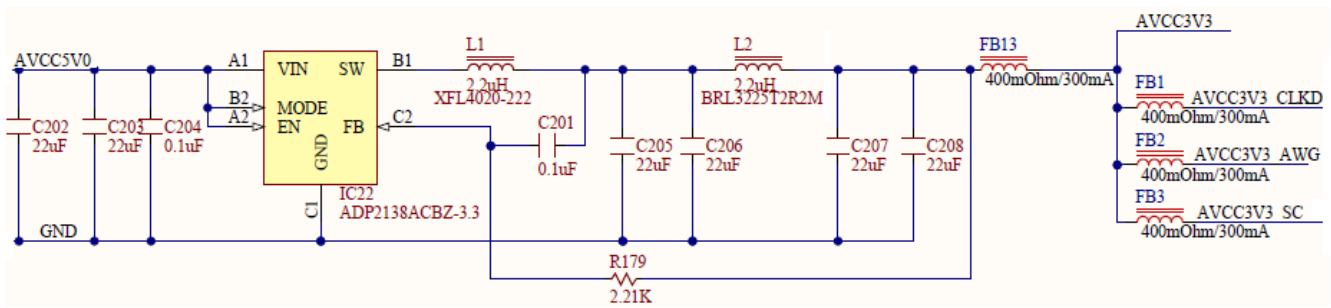 AVCC5V0
A1
VIN
SW
B1
L1
2.2uH
XFL4020-222
L2
2.2uH
BRL3225T2R2M
FB13
400mOhm/300mA
AVCC3V3
B2
MODE
A2
EN
FB
C2
GND
C1
IC22
ADP2138ACBZ-3.3
C202
22uF
C203
22uF
C204
0.1uF
C201
0.1uF
C205
22uF
C206
22uF
C207
22uF
C208
22uF
FB1
AVCC3V3_CLKD
400mOhm/300mA
FB2
AVCC3V3_AWG
400mOhm/300mA
FB3
AVCC3V3_SC
400mOhm/300mA
GND
R179
2.21K